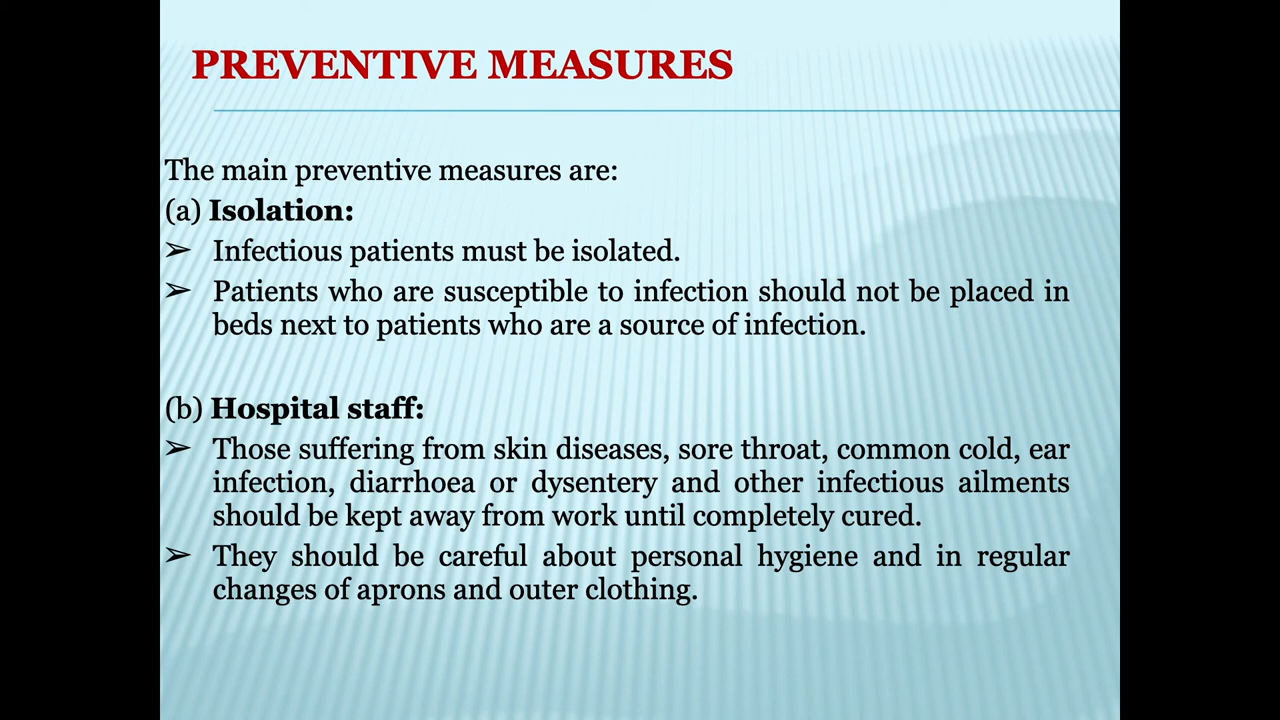 PREVENTIVE MEASURES
The main preventive measures are:
(a) Isolation:
➢ Infectious patients must be isolated.
➢ Patients who are susceptible to infection should not be placed in
beds next to patients who are a source of infection.
(b) Hospital staff:
➢ Those suffering from skin diseases, sore throat, common cold, ear
infection, diarrhoea or dysentery and other infectious ailments
should be kept away from work until completely cured.
➢ They should be careful about personal hygiene and in regular
changes of aprons and outer clothing.